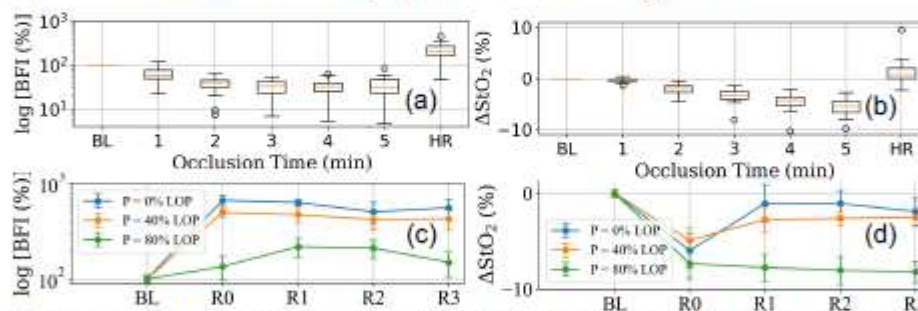 log [BFI (%)]
10³
10²
10¹
(a)
BL 1 2 3 4 5 HR
Occlusion Time (min)
ΔStO₂ (%)
0
−10
(b)
BL 1 2 3 4 5 HR
Occlusion Time (min)
log [BFI (%)]
10³
10²
P = 0% LOP
P = 40% LOP
P = 80% LOP
(c)
BL R0 R1 R2 R3
ΔStO₂ (%)
0
−10
P = 0% LOP
P = 40% LOP
P = 80% LOP
(d)
BL R0 R1 R2